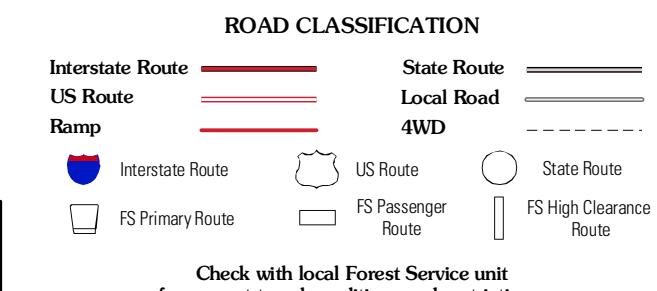 ROAD CLASSIFICATION
Interstate Route
State Route
US Route
Local Road
Ramp
4WD
Interstate Route
US Route
State Route
FS Primary Route
FS Passenger
Route
FS High Clearance
Route
Check with local Forest Service unit